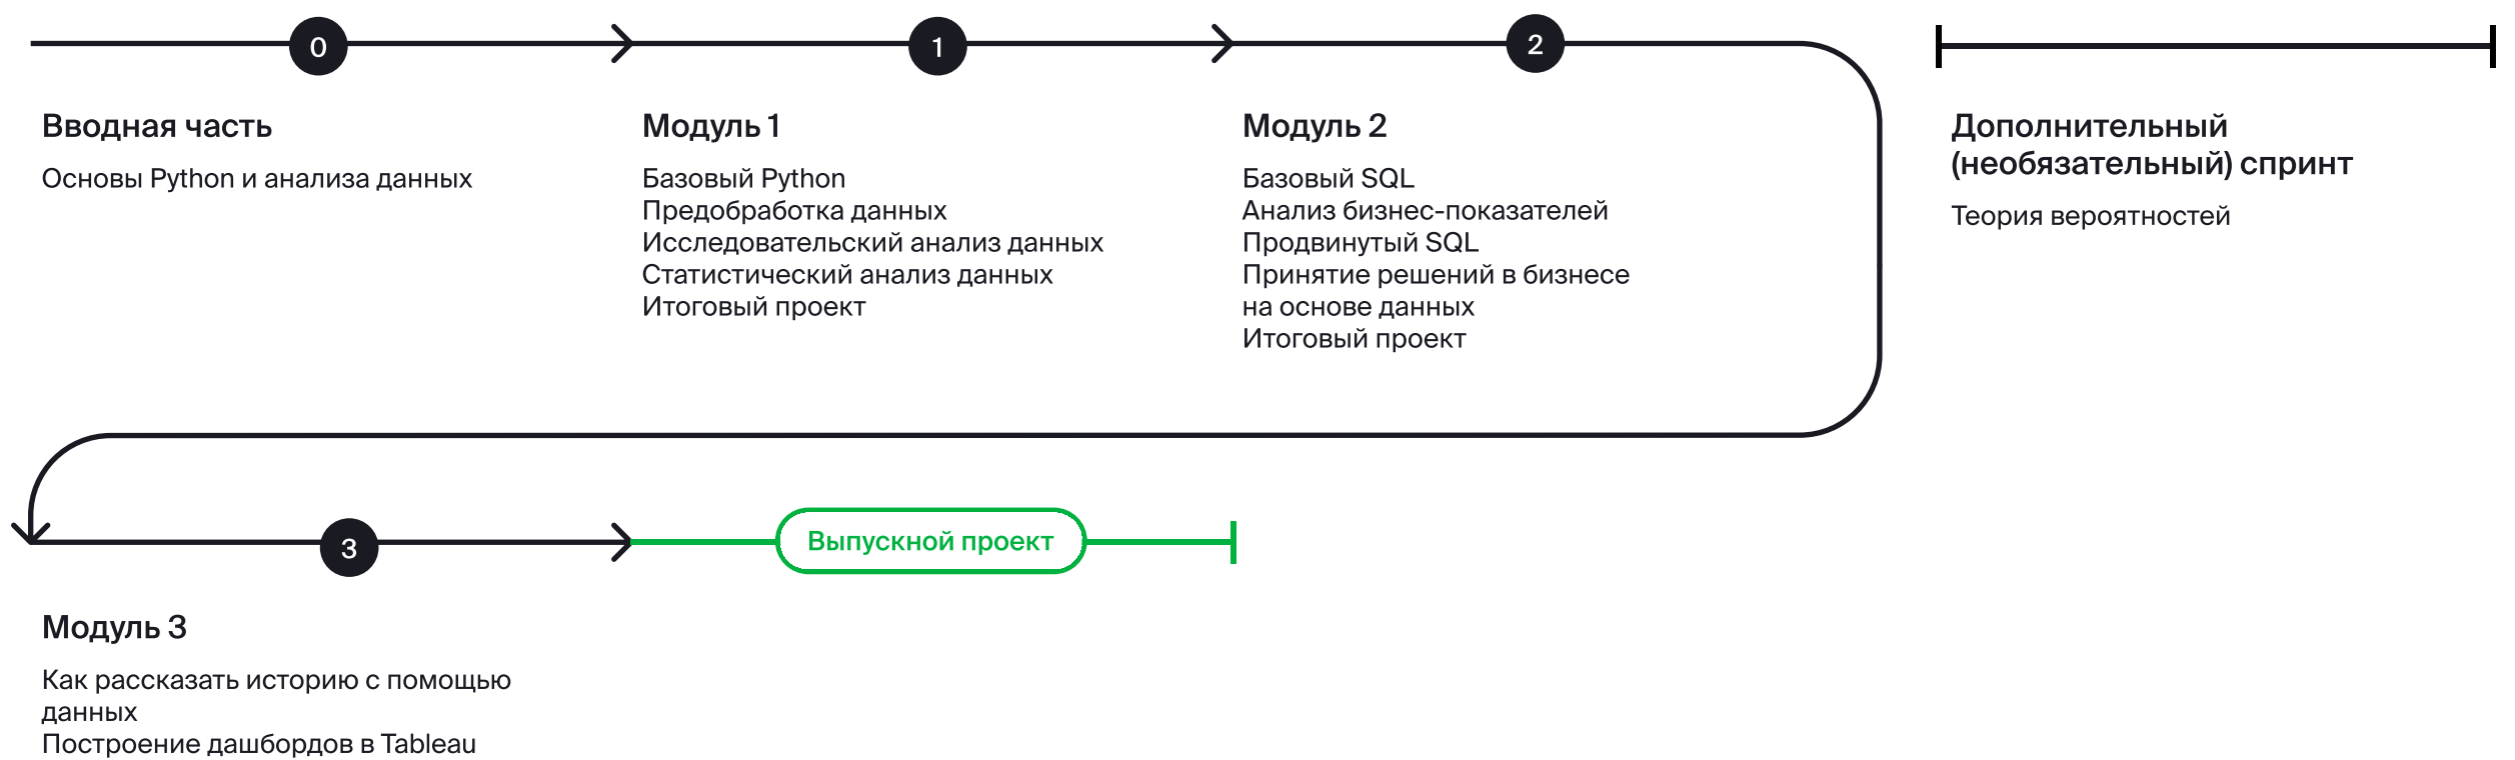 0
Вводная часть
Основы Python и анализа данных
1
Модуль 1
Базовый Python
Предобработка данных
Исследовательский анализ данных
Статистический анализ данных
Итоговый проект
2
Модуль 2
Базовый SQL
Анализ бизнес-показателей
Продвинутый SQL
Принятие решений в бизнесе
на основе данных
Итоговый проект
Дополнительный
(необязательный) спринт
Теория вероятностей
3
Модуль 3
Как рассказать историю с помощью
данных
Построение дашбордов в Tableau
Выпускной проект